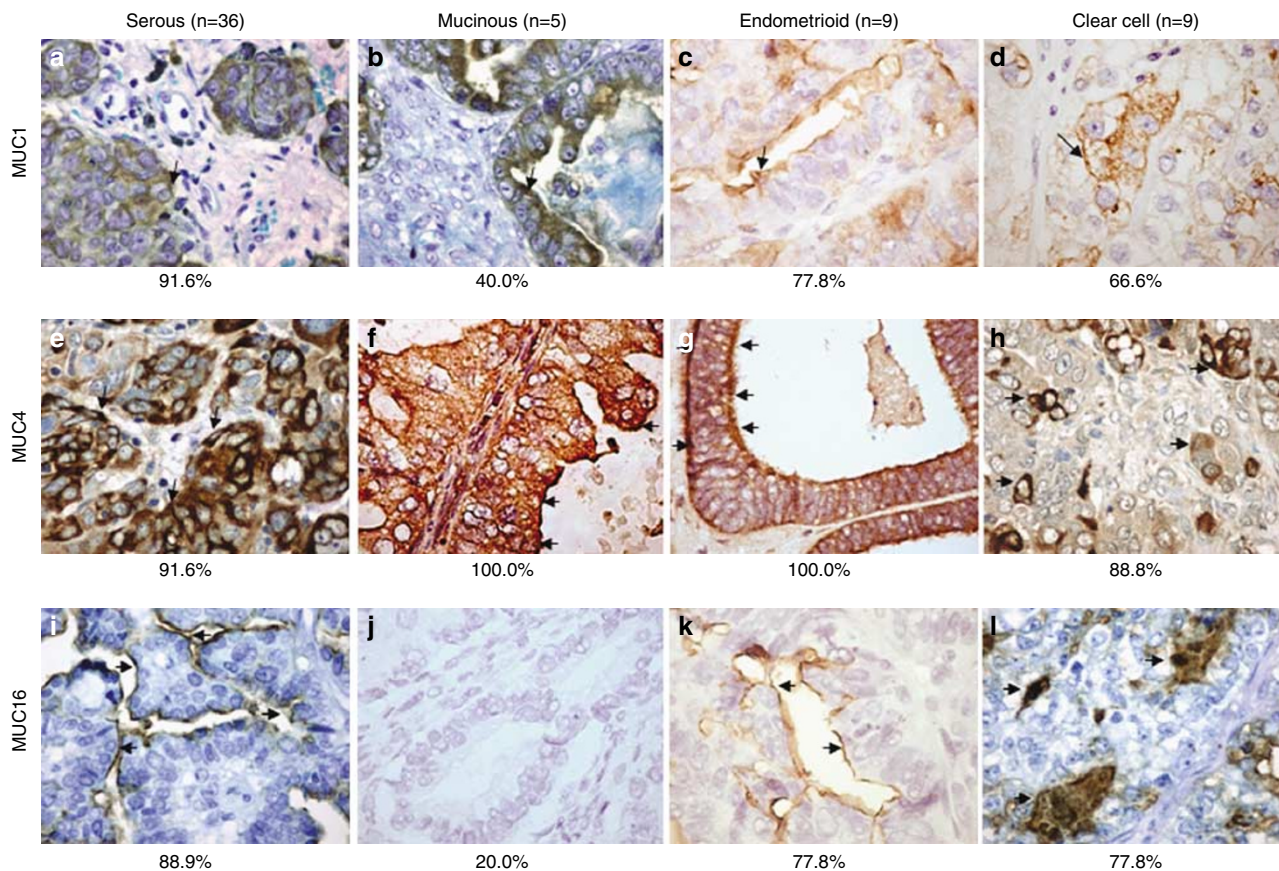 Serous (n=36) Mucinous (n=5) Endometrioid (n=9) Clear cell (n=9)
MUC1
a b c d
91.6% 40.0% 77.8% 66.6%
MUC4
e f g h
91.6% 100.0% 100.0% 88.8%
MUC16
i j k l
88.9% 20.0% 77.8% 77.8%